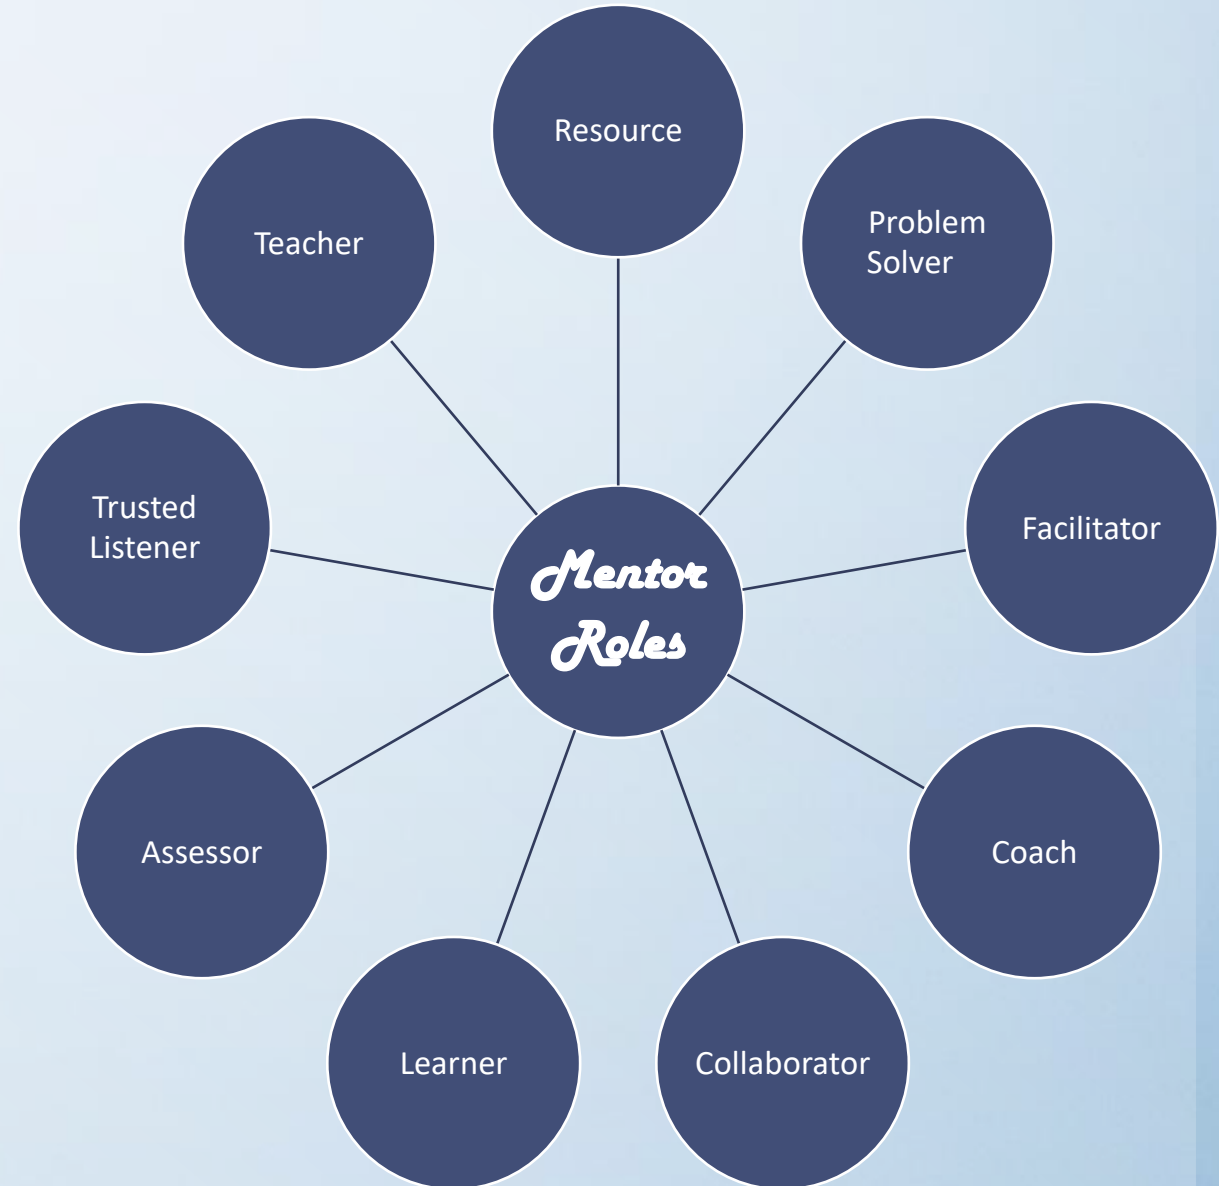 Resource
Problem
Solver
Facilitator
Coach
Collaborator
Learner
Assessor
Trusted
Listener
Teacher
Mentor
Roles